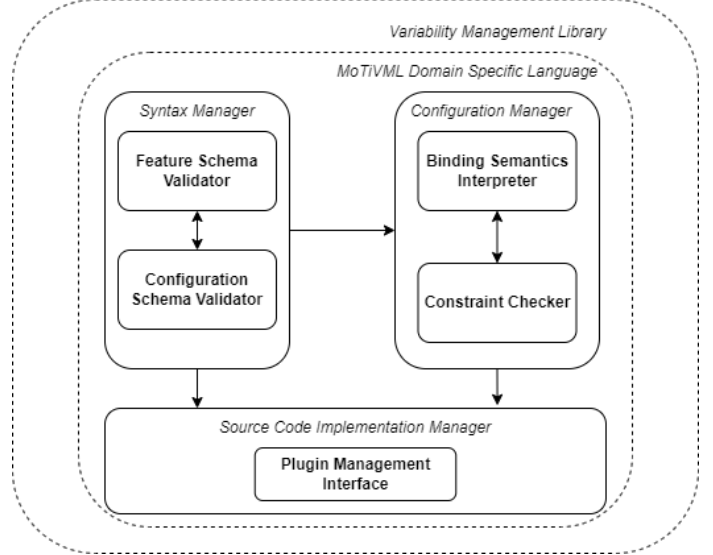 Variability Management Library
MoTiVML Domain Specific Language
Syntax Manager
Feature Schema
Validator
Configuration
Schema Validator
Configuration Manager
Binding Semantics
Interpreter
Constraint Checker
Source Code Implementation Manager
Plugin Management
Interface